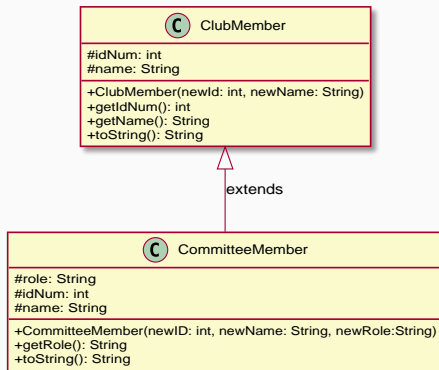 C ClubMember
#idNum: int
#name: String
+ClubMember(newId: int, newName: String)
+getIdNum(): int
+getName(): String
+toString(): String
extends
C CommitteeMember
#role: String
#idNum: int
#name: String
+CommitteeMember(newID: int, newName: String, newRole:String)
+getRole(): String
+toString(): String